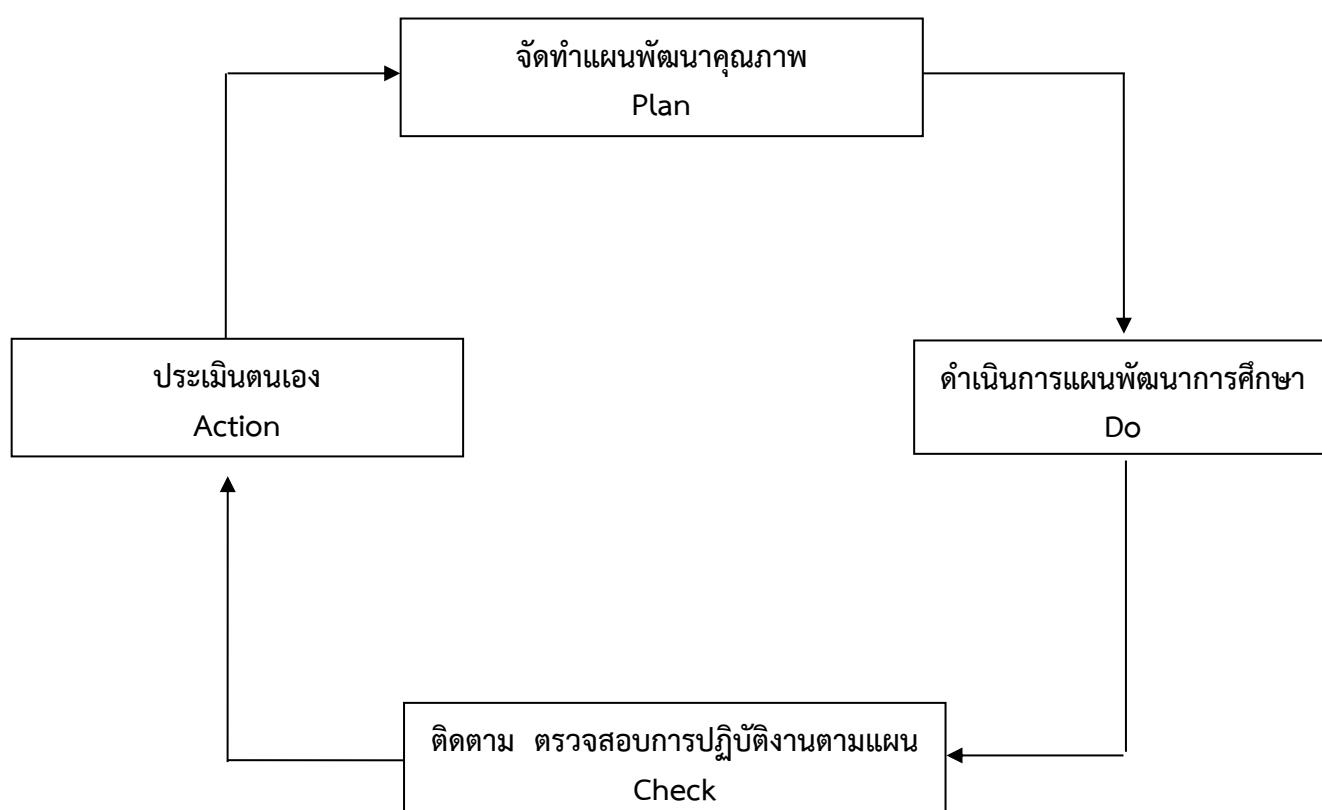 จัดทำแผนพัฒนาคุณภาพ
Plan
ประเมินตนเอง
Action
ดำเนินการแผนพัฒนาการศึกษา
Do
ติดตาม ตรวจสอบการปฏิบัติงานตามแผน
Check